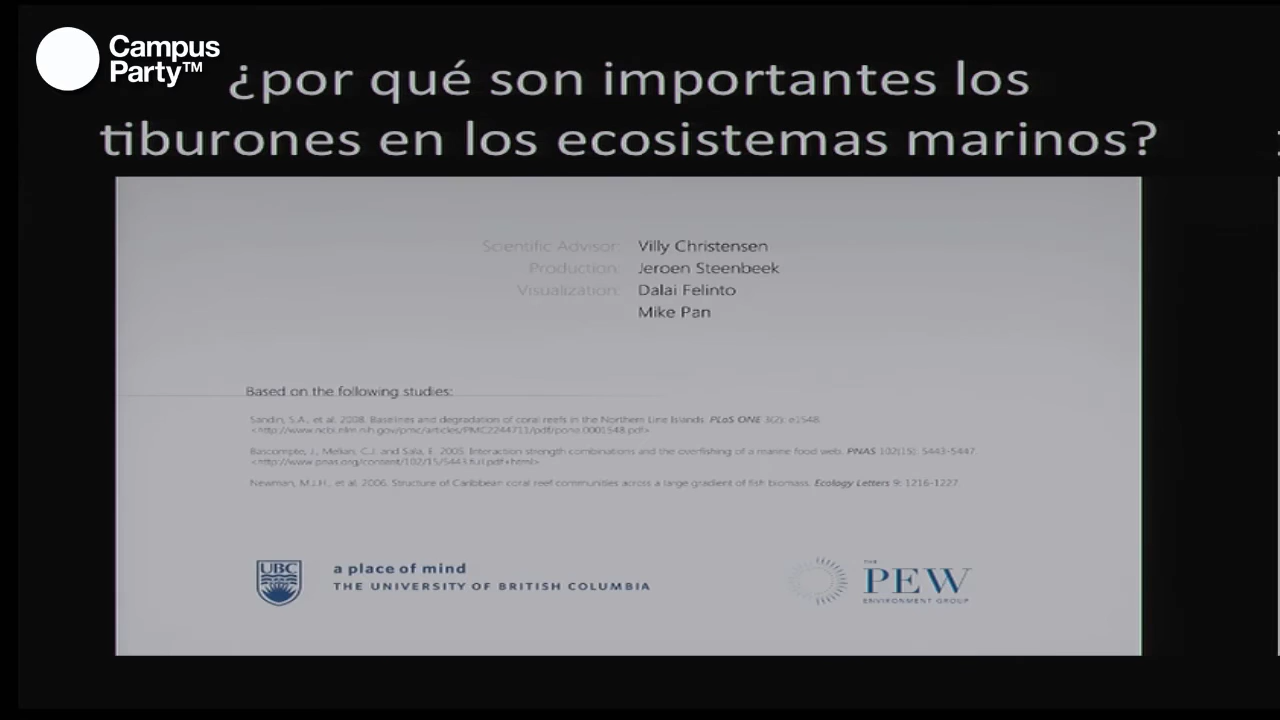 Campus
Party™
¿por qué son importantes los
tiburones en los ecosistemas marinos?
Scientific Advisor: Villy Christensen
Production: Jeroen Steenbeek
Visualization: Dalai Felinto
Mike Pan
Based on the following studies:
Sandin, S.A., et al. 2008. Baselines and degradation of coral reefs in the Northern Line Islands. PLoS ONE 3(2): e1548.
<http://www.ncbi.nlm.nih.gov/pmc/articles/PMC2244711/pdf/pone.0001548.pdf>
Bascompte, J., Melian, C.J. and Sala, E. 2005. Interaction strength combinations and the overfishing of a marine food web. PNAS 102(15): 5443-5447.
<http://www.pnas.org/content/102/15/5443.full.pdf+html>
Newman, M.J.H., et al. 2006. Structure of Caribbean coral reef communities across a large gradient of fish biomass. Ecology Letters 9: 1216-1227
UBC
a place of mind
THE UNIVERSITY OF BRITISH COLUMBIA
THE
PEW
ENVIRONMENT GROUP